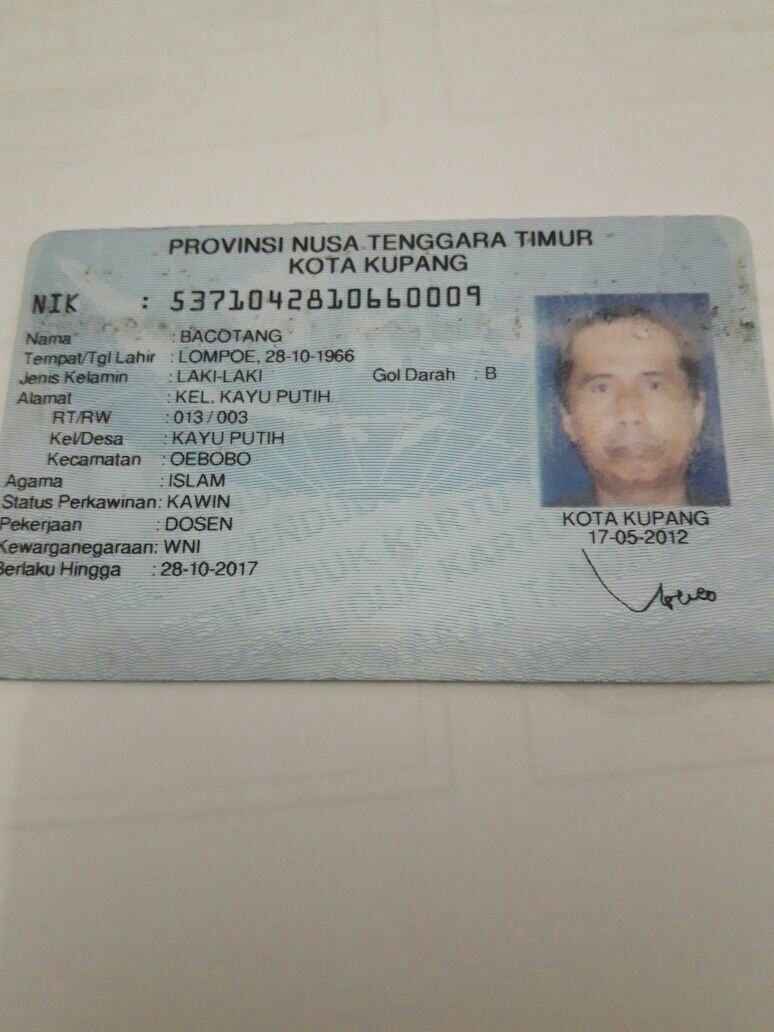 PROVINSI NUSA TENGGARA TIMUR
KOTA KUPANG
NIK : 5371042810660009
Nama : BACOTANG
Tempat/Tgl Lahir : LOMPOE, 28-10-1966
Jenis Kelamin : LAKI-LAKI Gol Darah : B
Alamat : KEL. KAYU PUTIH
RT/RW : 013 / 003
Kel/Desa : KAYU PUTIH
Kecamatan : OEBOBO
Agama : ISLAM
Status Perkawinan: KAWIN
Pekerjaan : DOSEN
Kewarganegaraan: WNI
Berlaku Hingga : 28-10-2017
KOTA KUPANG
17-05-2012